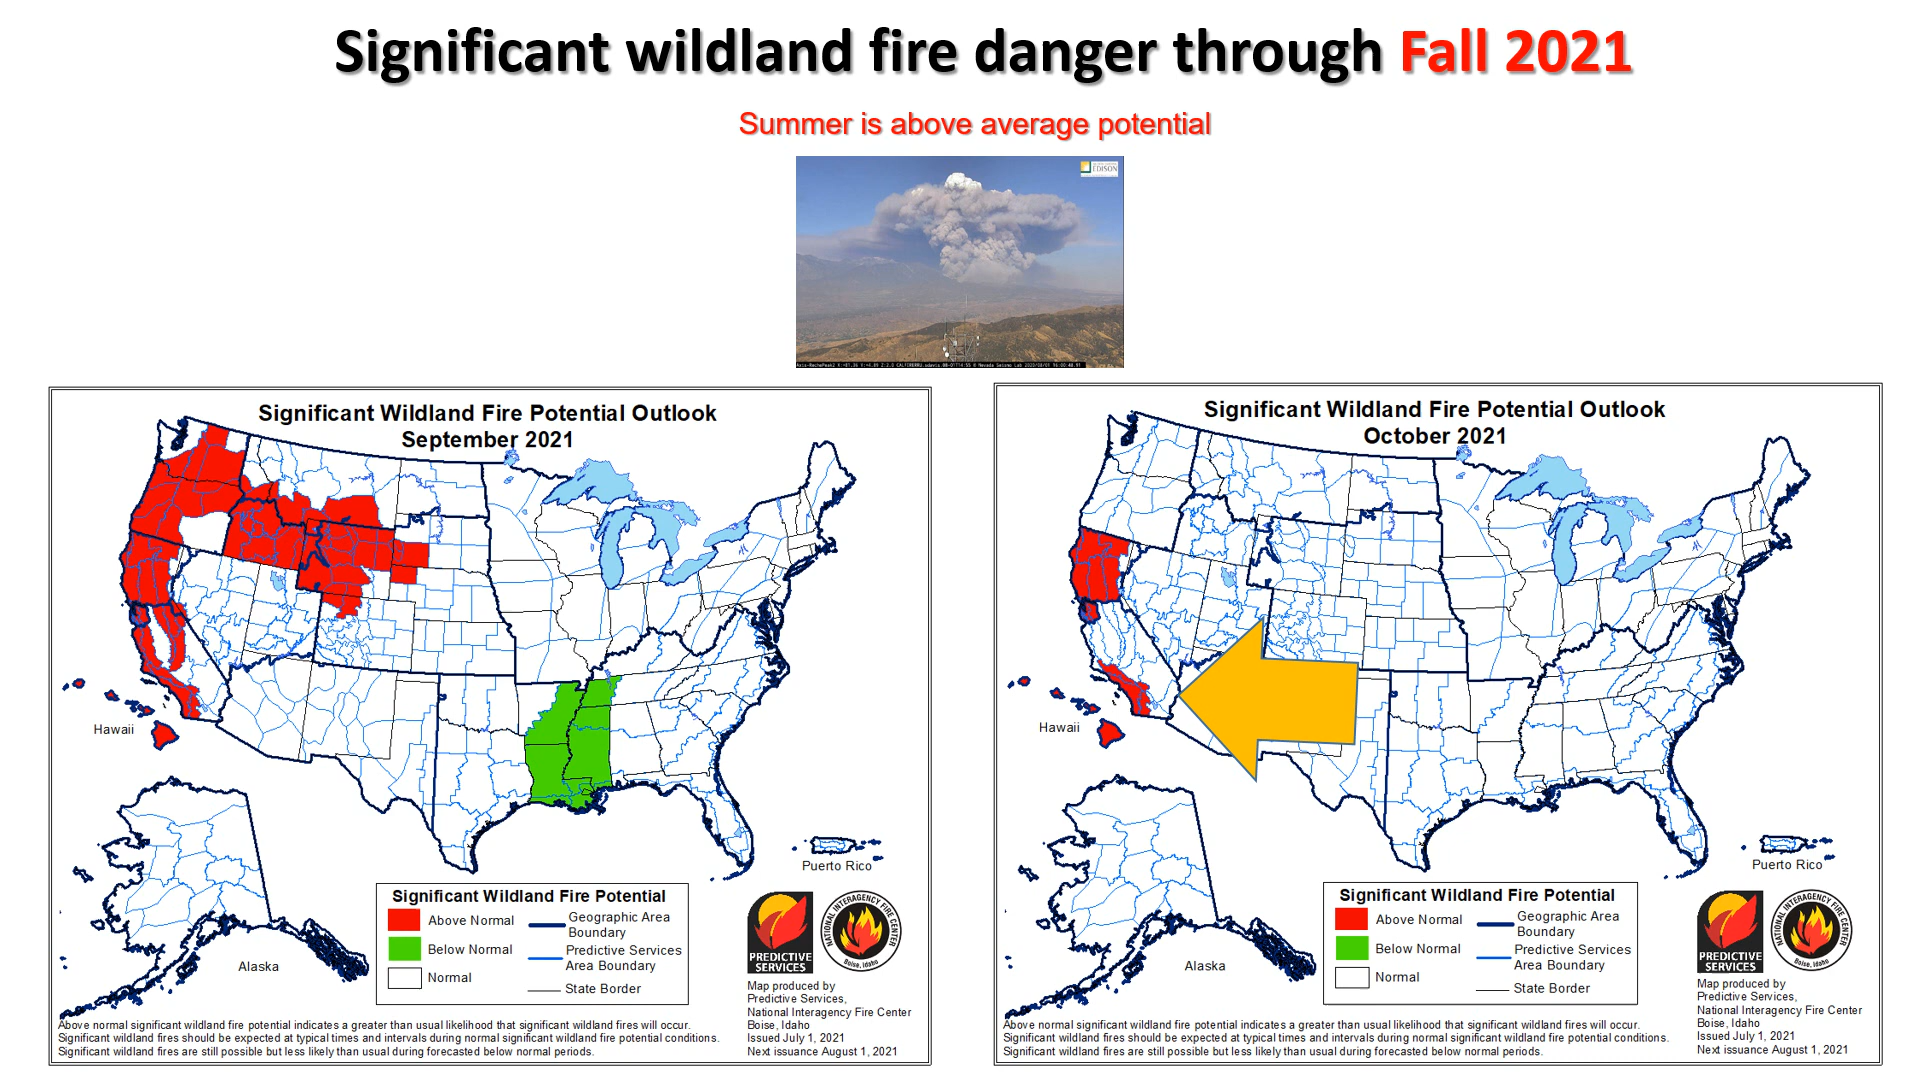 Significant wildland fire danger through Fall 2021
Summer is above average potential
EDISON
Significant Wildland Fire Potential Outlook
September 2021
Hawaii
Alaska
Puerto Rico
Significant Wildland Fire Potential
Above Normal
Below Normal
Normal
Geographic Area
Boundary
Predictive Services
Area Boundary
State Border
PREDICTIVE
SERVICES
NATIONAL INTERAGENCY FIRE CENTER
Boise, Idaho
Map produced by
Predictive Services,
National Interagency Fire Center
Boise, Idaho
Issued July 1, 2021
Next issuance August 1, 2021
Above normal significant wildland fire potential indicates a greater than usual likelihood that significant wildland fires will occur.
Significant wildland fires should be expected at typical times and intervals during normal significant wildland fire potential conditions.
Significant wildland fires are still possible but less likely than usual during forecasted below normal periods.
Significant Wildland Fire Potential Outlook
October 2021
Hawaii
Alaska
Puerto Rico
Significant Wildland Fire Potential
Above Normal
Below Normal
Normal
Geographic Area
Boundary
Predictive Services
Area Boundary
State Border
PREDICTIVE
SERVICES
NATIONAL INTERAGENCY FIRE CENTER
Boise, Idaho
Map produced by
Predictive Services,
National Interagency Fire Center
Boise, Idaho
Issued July 1, 2021
Next issuance August 1, 2021
Above normal significant wildland fire potential indicates a greater than usual likelihood that significant wildland fires will occur.
Significant wildland fires should be expected at typical times and intervals during normal significant wildland fire potential conditions.
Significant wildland fires are still possible but less likely than usual during forecasted below normal periods.